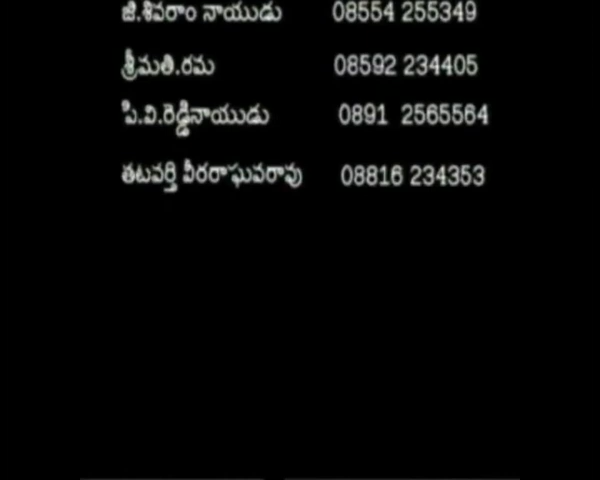 జి.శివరాం నాయుడు 08554 255349
శ్రీమతి.రమ 08592 234405
పి.వి.రెడ్డినాయుడు 0891 2565564
తటవర్తి వీరరాఘవరావు 08816 234353